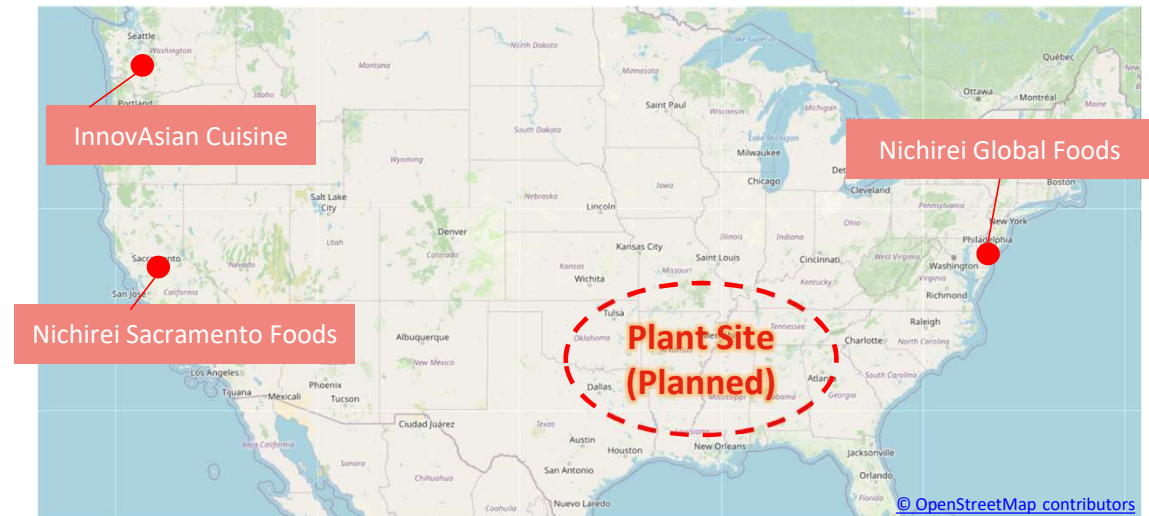 Seattle
Washington
North Dakota
Montana
Minnesota
Lake Superior
Québec
Ottawa
Montréal
Maine
Portland
Idaho
InnovAsian Cuisine
Saint Paul
Wisconsin
Michigan
South Dakota
Lake Michigan
Milwaukee
Nichirei Global Foods
Wyoming
Chicago
Cleveland
Boston
Iowa
Salt Lake
City
Nebraska
Lincoln
Pennsylvania
New York
Utah
Denver
Colorado
Illinois
Indiana
Ohio
Philadelphia
Sacramento
Nevada
Kansas City
Saint Louis
Cincinnati
West Virginia
Washington
Kansas
Missouri
Kentucky
Virginia
Wichita
Richmond
San Jose
California
Tulsa
Nichirei Sacramento Foods
Albuquerque
Oklahoma
Plant Site
(Planned)
Tennessee
Raleigh
Charlotte
North Carolina
New Mexico
Los Angeles
Phoenix
Dallas
Mississippi
Atlanta
South Carolina
Georgia
Tijuana
Mexicali
Tucson
Ciudad Juárez
Texas
Louisiana
Austin
Houston
New Orleans
Jacksonville
Baja California
Sonora
Chihuahua
San Antonio
Orlando
Coahuila
Nuevo Laredo
Florida
© OpenStreetMap contributors